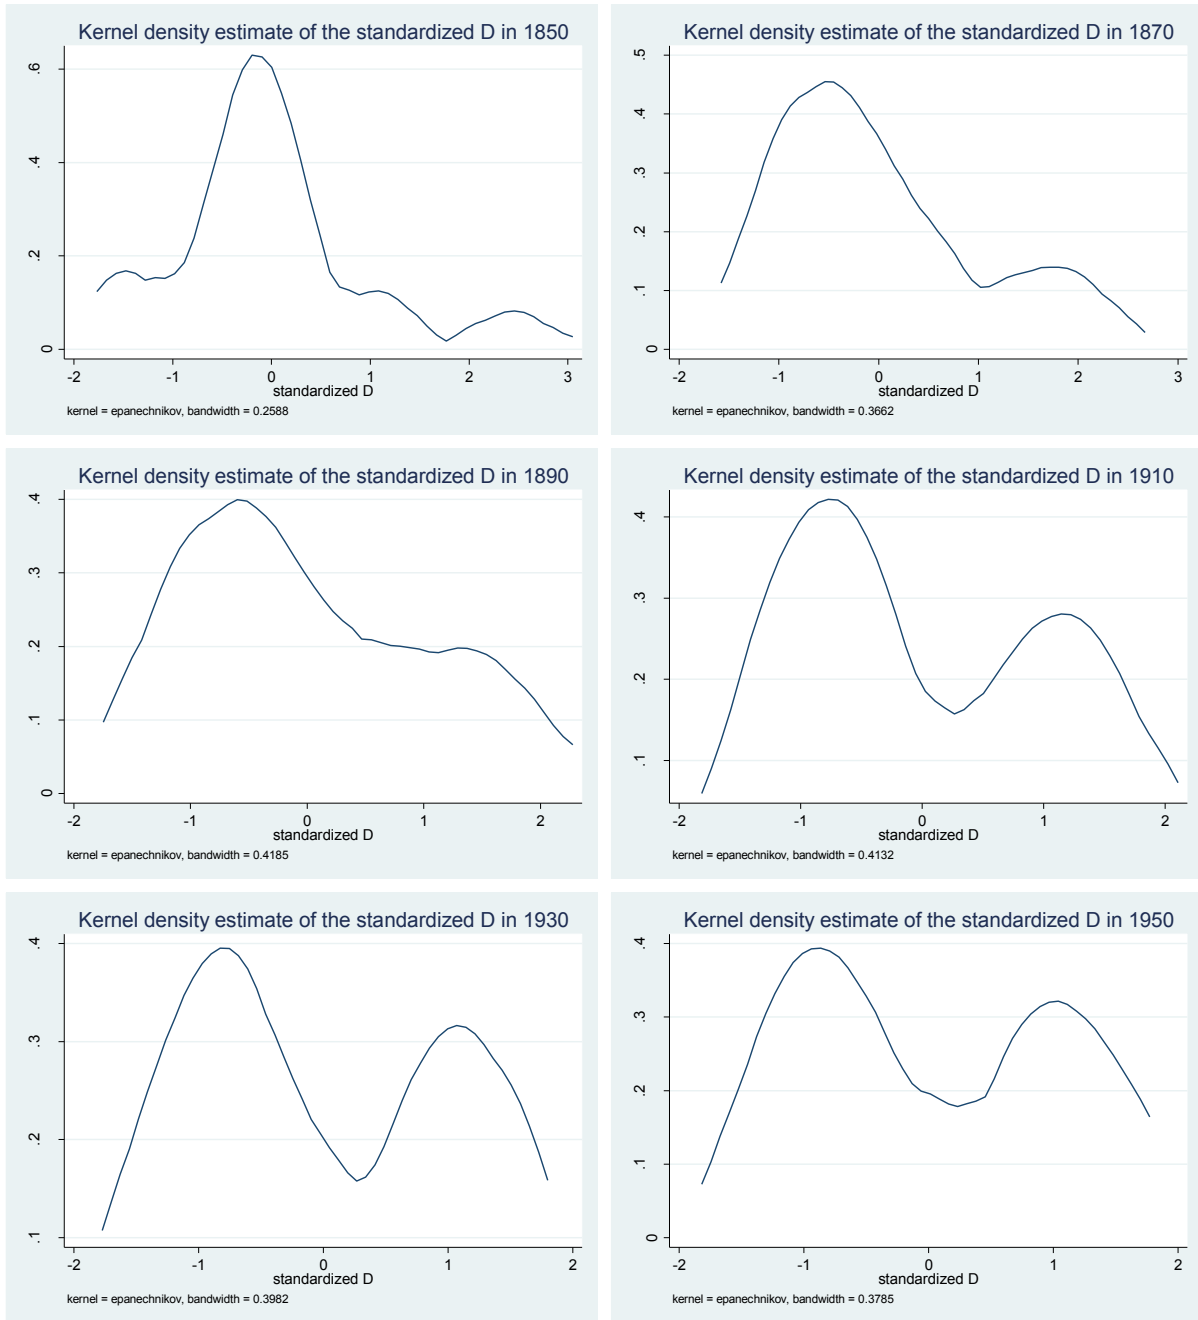 Kernel density estimate of the standardized D in 1850
.6
.4
.2
0
-2 -1 0 1 2 3
standardized D
kernel = epanechnikov, bandwidth = 0.2588
Kernel density estimate of the standardized D in 1870
.5
.4
.3
.2
.1
0
-2 -1 0 1 2 3
standardized D
kernel = epanechnikov, bandwidth = 0.3662
Kernel density estimate of the standardized D in 1890
.4
.3
.2
.1
0
-2 -1 0 1 2
standardized D
kernel = epanechnikov, bandwidth = 0.4185
Kernel density estimate of the standardized D in 1910
.4
.3
.2
.1
-2 -1 0 1 2
standardized D
kernel = epanechnikov, bandwidth = 0.4132
Kernel density estimate of the standardized D in 1930
.4
.3
.2
.1
-2 -1 0 1 2
standardized D
kernel = epanechnikov, bandwidth = 0.3982
Kernel density estimate of the standardized D in 1950
.4
.3
.2
.1
0
-2 -1 0 1 2
standardized D
kernel = epanechnikov, bandwidth = 0.3785